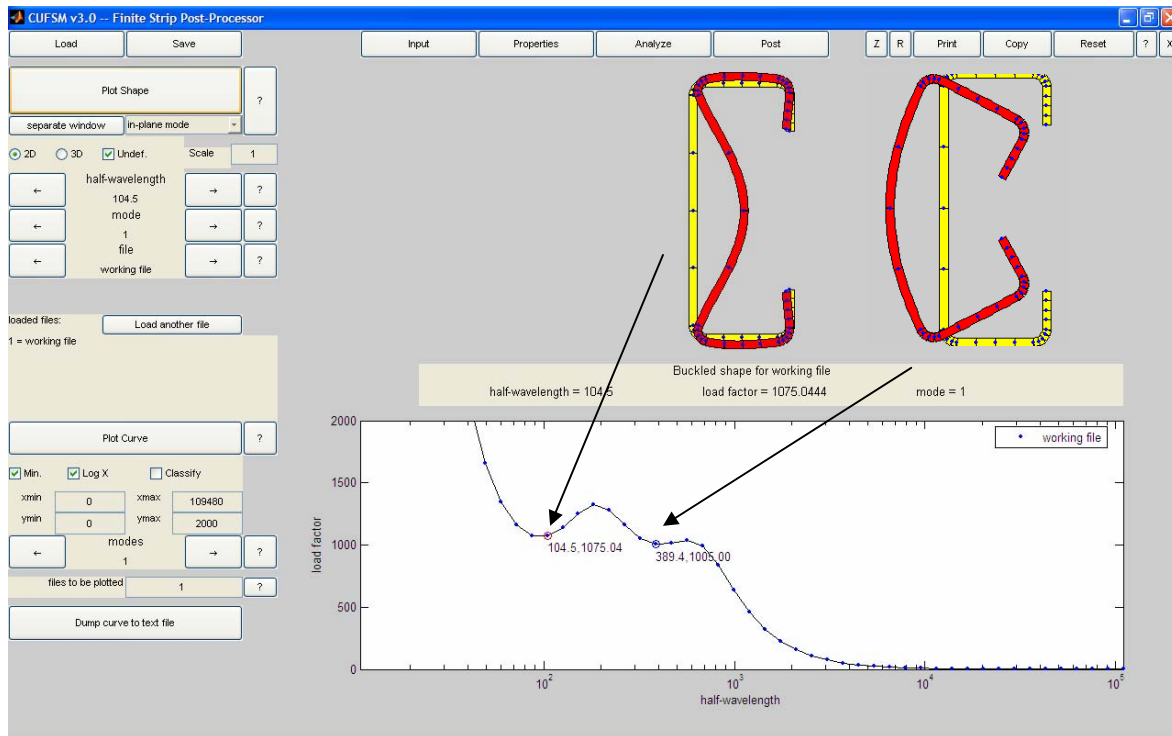 CUFSM v3.0 -- Finite Strip Post-Processor
Load Save Input Properties Analyze Post Z R Print Copy Reset ? X
Plot Shape ?
separate window in-plane mode
2D 3D Undef. Scale 1
half-wavelength
← 104.5 → ?
mode
← 1 → ?
file
← working file → ?
loaded files: Load another file
1 = working file
Buckled shape for working file
half-wavelength = 104.5 load factor = 1075.0444 mode = 1
Plot Curve ?
Min. Log X Classify
xmin 0 xmax 109480
ymin 0 ymax 2000
modes
← 1 → ?
files to be plotted 1 ?
Dump curve to text file
load factor
2000
1500
1000
500
0
working file
104.5,1075.04
389.4,1005.00
10² 10³ 10⁴ 10⁵
half-wavelength